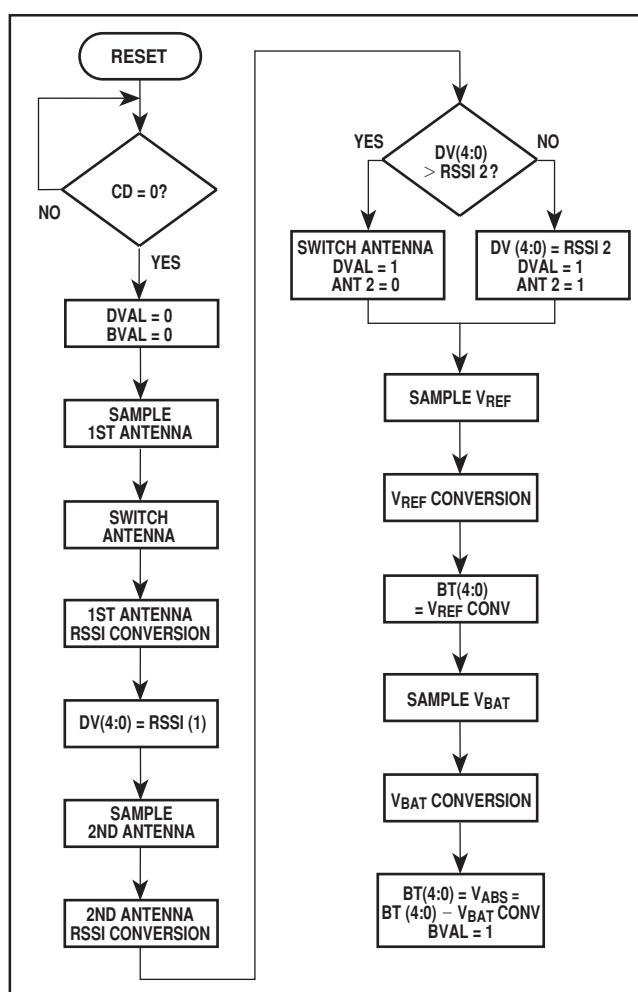 RESET
CD = 0?
NO
YES
DVAL = 0
BVAL = 0
SAMPLE
1ST ANTENNA
SWITCH
ANTENNA
1ST ANTENNA
RSSI CONVERSION
DV(4:0) = RSSI (1)
SAMPLE
2ND ANTENNA
2ND ANTENNA
RSSI CONVERSION
YES
DV(4:0)
> RSSI 2?
NO
SWITCH ANTENNA
DVAL = 1
ANT 2 = 0
DV (4:0) = RSSI 2
DVAL = 1
ANT 2 = 1
SAMPLE VREF
VREF CONVERSION
BT(4:0)
= VREF CONV
SAMPLE VBAT
VBAT CONVERSION
BT(4:0) = VABS =
BT (4:0) − VBAT CONV
BVAL = 1